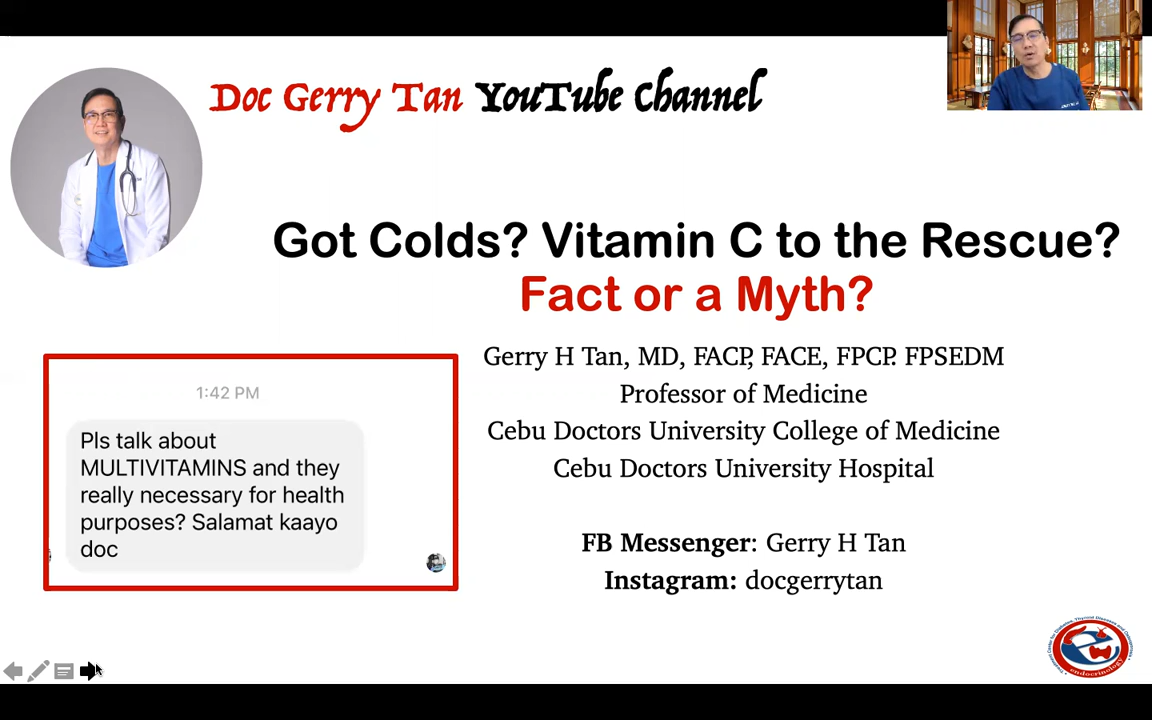 Doc Gerry Tan YouTube Channel
Got Colds? Vitamin C to the Rescue?
Fact or a Myth?
Gerry H Tan, MD, FACP, FACE, FPCP. FPSEDM
Professor of Medicine
Cebu Doctors University College of Medicine
Cebu Doctors University Hospital
FB Messenger: Gerry H Tan
Instagram: docgerrytan
1:42 PM
Pls talk about
MULTIVITAMINS and they
really necessary for health
purposes? Salamat kaayo
doc
endocrinology